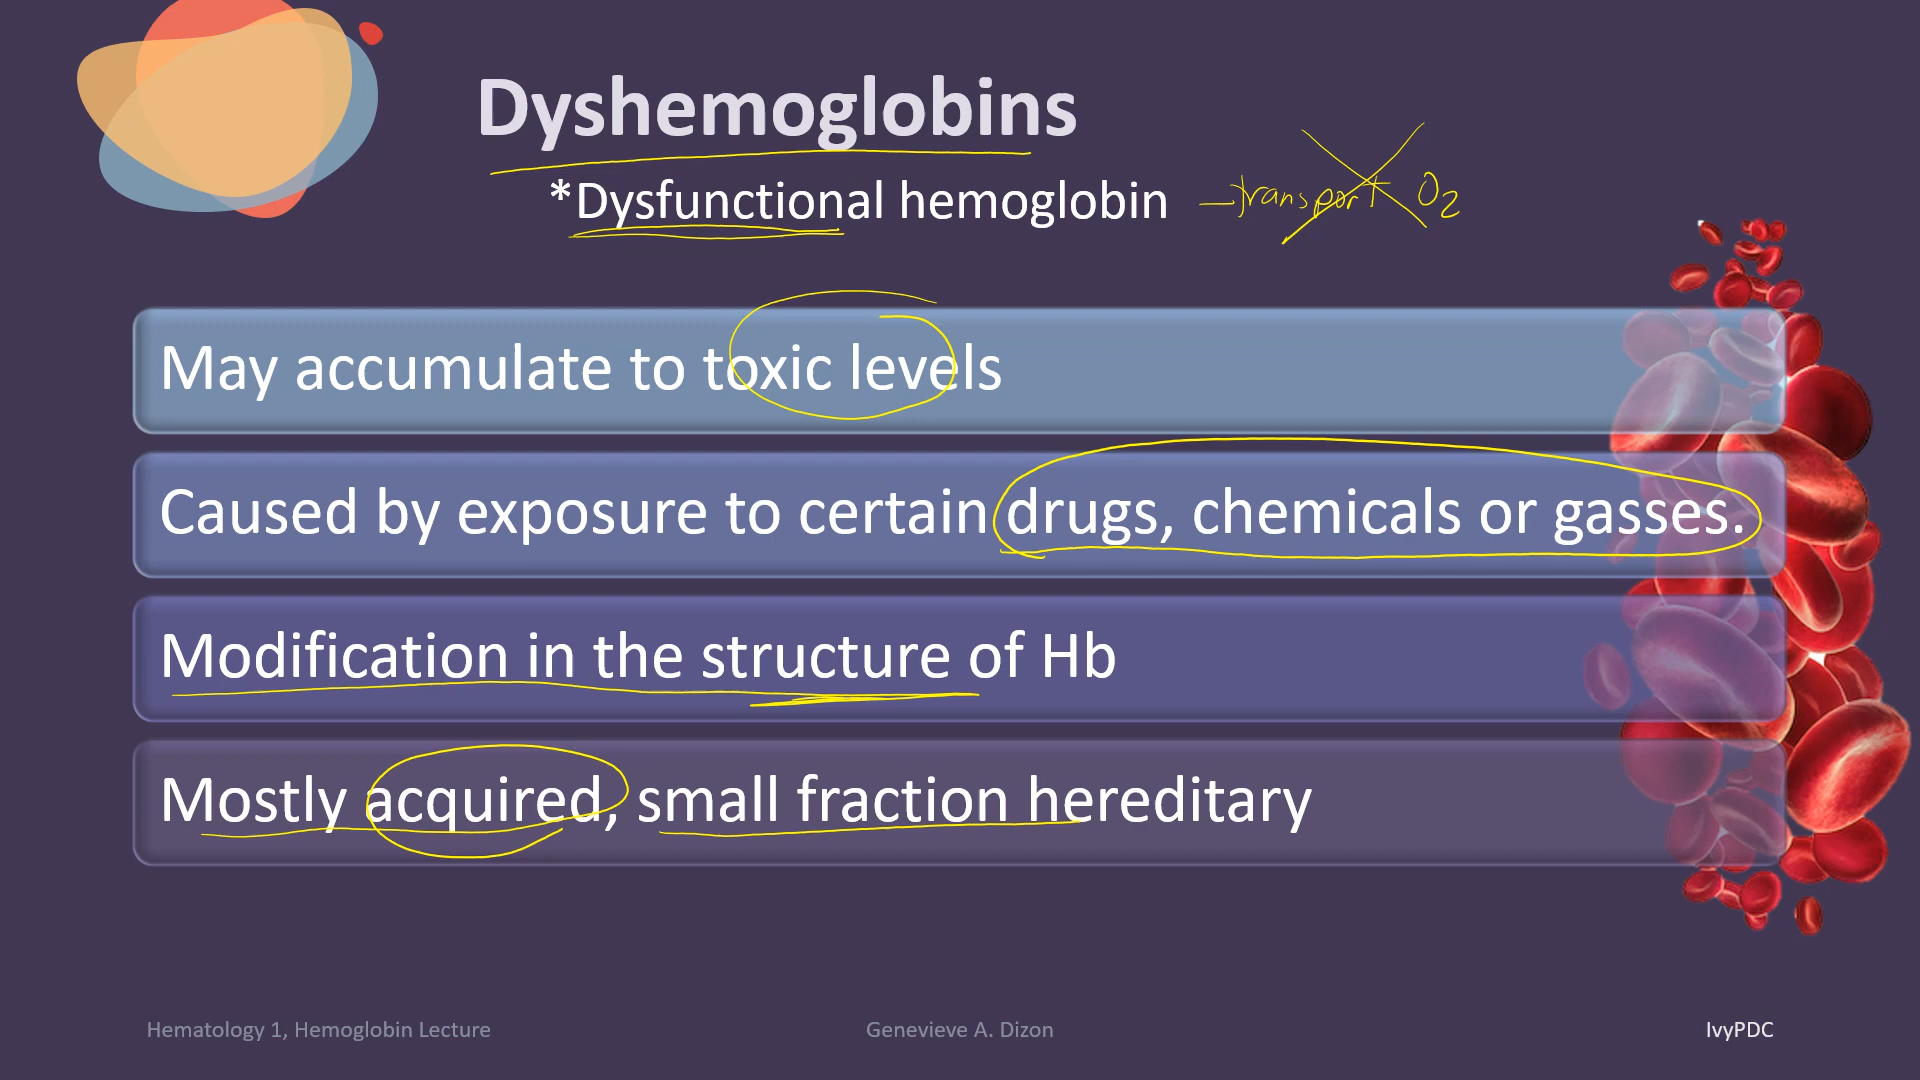 Dyshemoglobins
*Dysfunctional hemoglobin → transport O2
May accumulate to toxic levels
Caused by exposure to certain drugs, chemicals or gasses.
Modification in the structure of Hb
Mostly acquired, small fraction hereditary
Hematology 1, Hemoglobin Lecture Genevieve A. Dizon IvyPDC